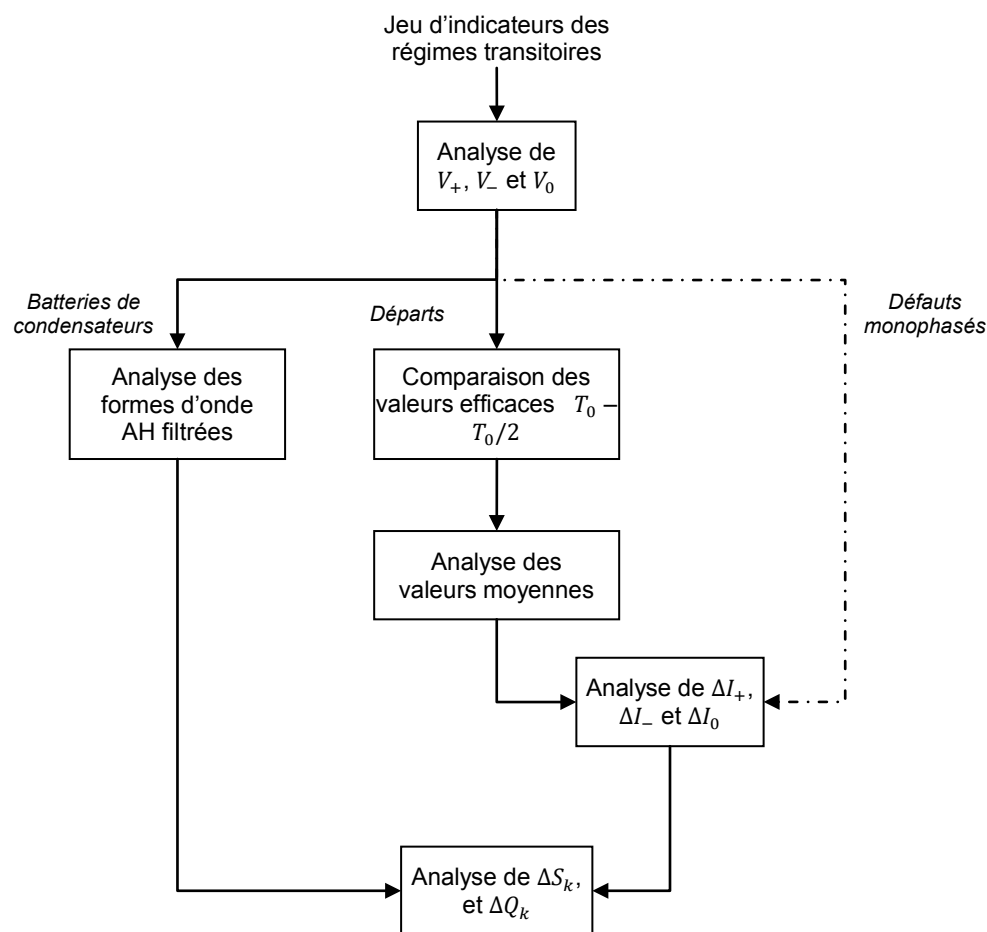 Jeu d’indicateurs des
régimes transitoires
Analyse de
V₊, V₋ et V₀
Batteries de
condensateurs
Départs
Défauts
monophasés
Analyse des
formes d’onde
AH filtrées
Comparaison des
valeurs efficaces T₀ –
T₀/2
Analyse des
valeurs moyennes
Analyse de ΔI₊,
ΔI₋ et ΔI₀
Analyse de ΔSₖ,
et ΔQₖ